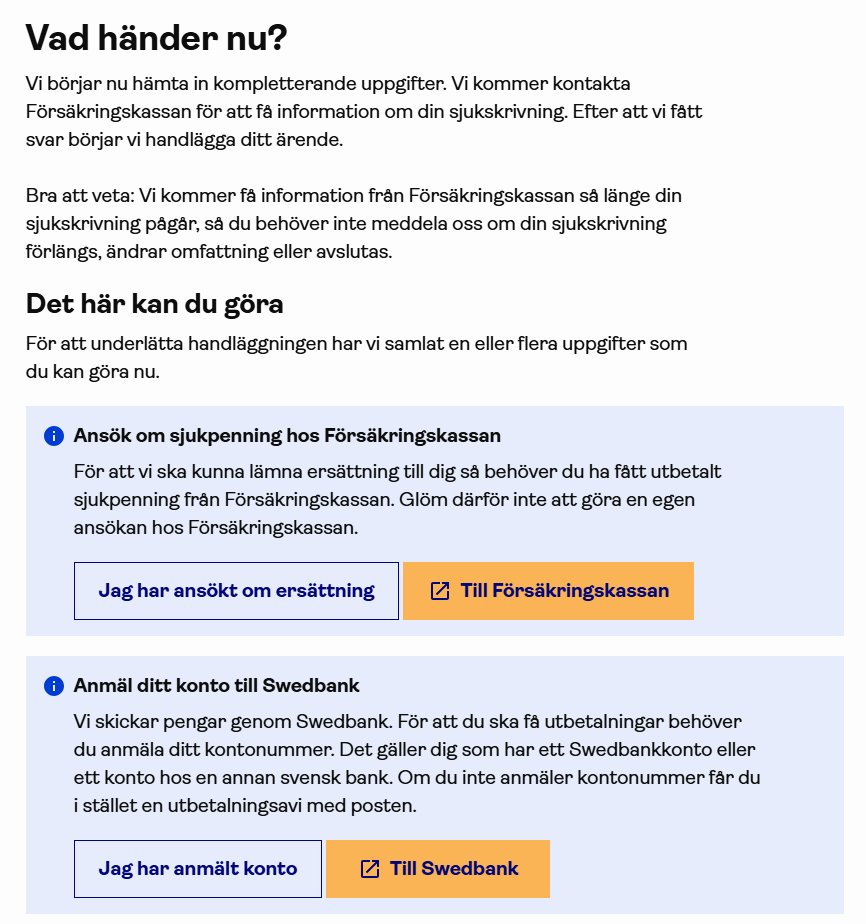 Vad händer nu?
Vi börjar nu hämta in kompletterande uppgifter. Vi kommer kontakta
Försäkringskassan för att få information om din sjukskrivning. Efter att vi fått
svar börjar vi handlägga ditt ärende.
Bra att veta: Vi kommer få information från Försäkringskassan så länge din
sjukskrivning pågår, så du behöver inte meddela oss om din sjukskrivning
förlängs, ändrar omfattning eller avslutas.
Det här kan du göra
För att underlätta handläggningen har vi samlat en eller flera uppgifter som
du kan göra nu.
Ansök om sjukpenning hos Försäkringskassan
För att vi ska kunna lämna ersättning till dig så behöver du ha fått utbetalt
sjukpenning från Försäkringskassan. Glöm därför inte att göra en egen
ansökan hos Försäkringskassan.
Jag har ansökt om ersättning Till Försäkringskassan
Anmäl ditt konto till Swedbank
Vi skickar pengar genom Swedbank. För att du ska få utbetalningar behöver
du anmäla ditt kontonummer. Det gäller dig som har ett Swedbankkonto eller
ett konto hos en annan svensk bank. Om du inte anmäler kontonummer får du
i stället en utbetalningsavi med posten.
Jag har anmält konto Till Swedbank